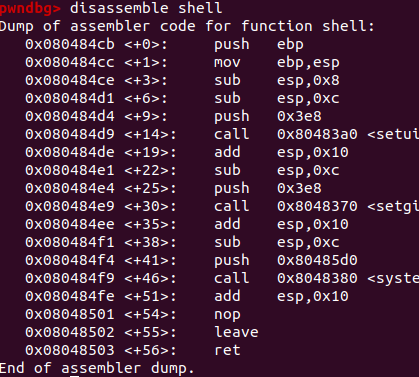 pwndbg> disassemble shell
Dump of assembler code for function shell:
0x080484cb <+0>: push ebp
0x080484cc <+1>: mov ebp,esp
0x080484ce <+3>: sub esp,0x8
0x080484d1 <+6>: sub esp,0xc
0x080484d4 <+9>: push 0x3e8
0x080484d9 <+14>: call 0x80483a0 <setui
0x080484de <+19>: add esp,0x10
0x080484e1 <+22>: sub esp,0xc
0x080484e4 <+25>: push 0x3e8
0x080484e9 <+30>: call 0x8048370 <setgi
0x080484ee <+35>: add esp,0x10
0x080484f1 <+38>: sub esp,0xc
0x080484f4 <+41>: push 0x80485d0
0x080484f9 <+46>: call 0x8048380 <syste
0x080484fe <+51>: add esp,0x10
0x08048501 <+54>: nop
0x08048502 <+55>: leave
0x08048503 <+56>: ret
End of assembler dump.